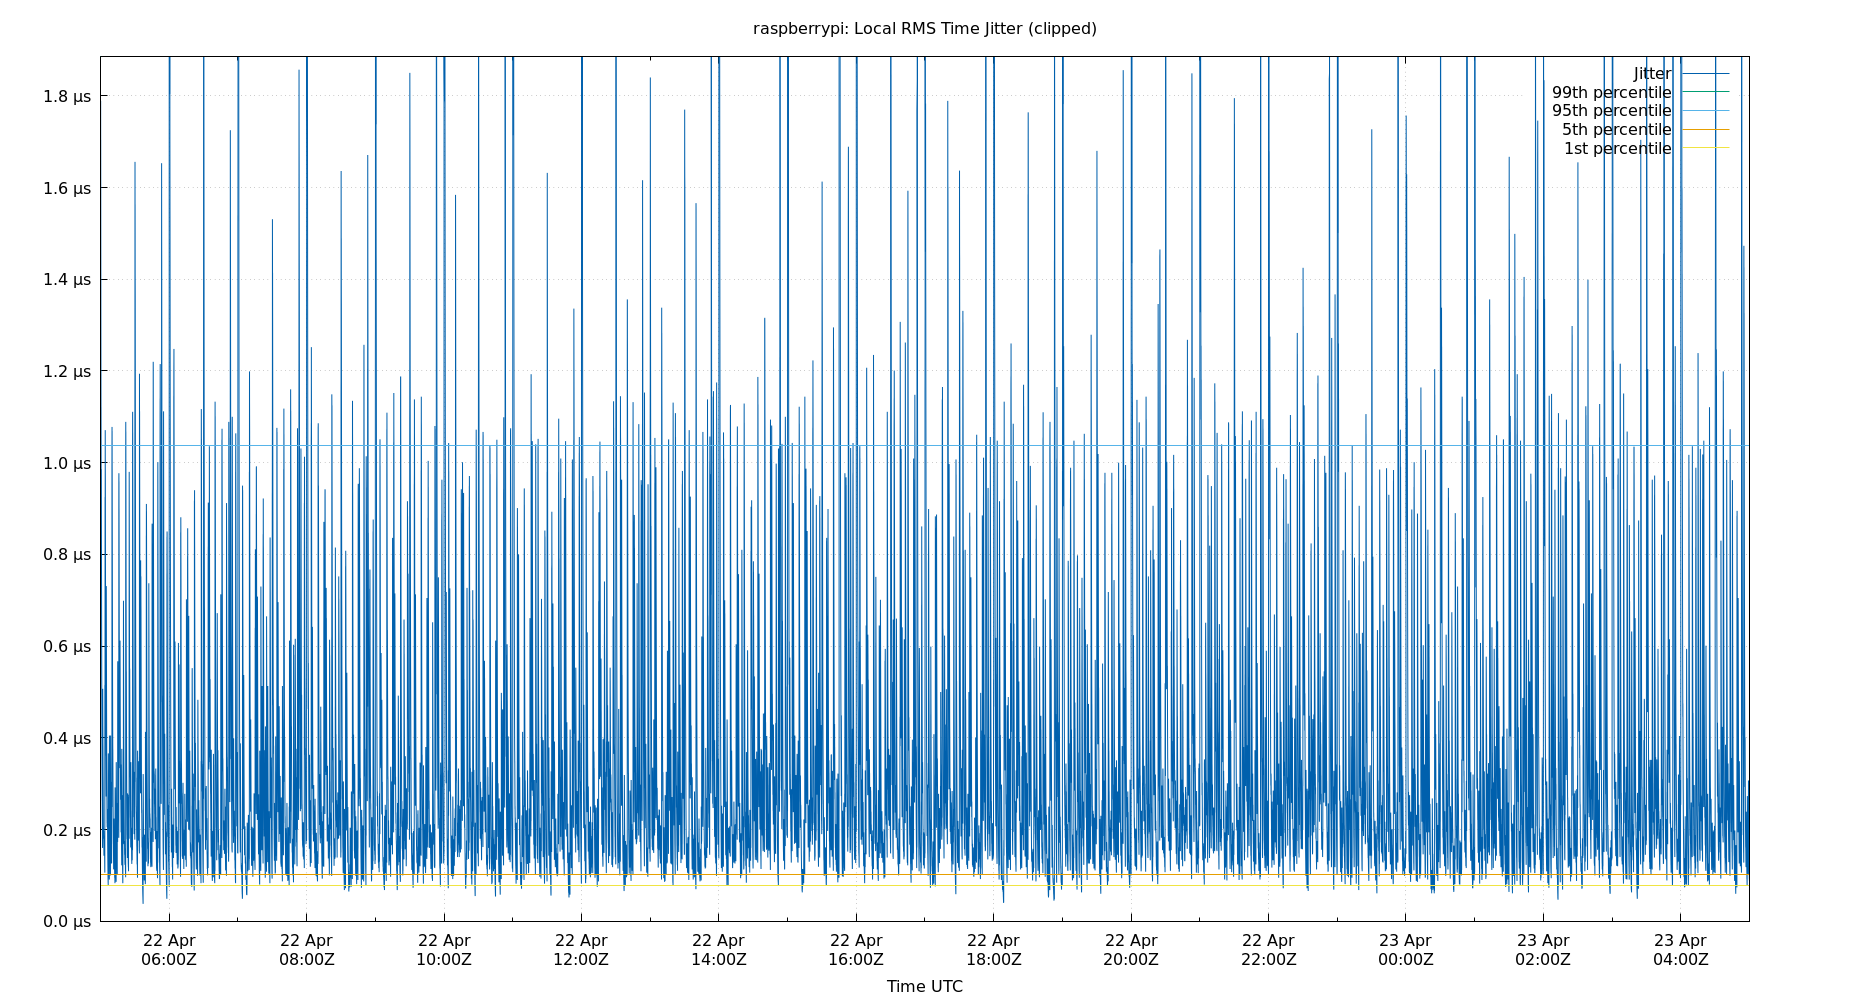 raspberrypi: Local RMS Time Jitter (clipped)
Jitter
99th percentile
95th percentile
5th percentile
1st percentile
1.8 μs
1.6 μs
1.4 μs
1.2 μs
1.0 μs
0.8 μs
0.6 μs
0.4 μs
0.2 μs
0.0 μs
22 Apr 22 Apr 22 Apr 22 Apr 22 Apr 22 Apr 22 Apr 22 Apr 22 Apr 23 Apr 23 Apr 23 Apr
06:00Z 08:00Z 10:00Z 12:00Z 14:00Z 16:00Z 18:00Z 20:00Z 22:00Z 00:00Z 02:00Z 04:00Z
Time UTC